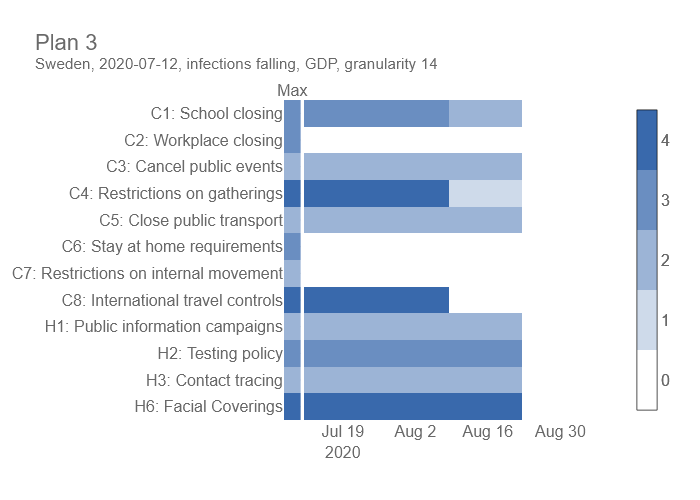 Plan 3
Sweden, 2020-07-12, infections falling, GDP, granularity 14
Max
C1: School closing
C2: Workplace closing
C3: Cancel public events
C4: Restrictions on gatherings
C5: Close public transport
C6: Stay at home requirements
C7: Restrictions on internal movement
C8: International travel controls
H1: Public information campaigns
H2: Testing policy
H3: Contact tracing
H6: Facial Coverings
Jul 19 Aug 2 Aug 16 Aug 30
2020
4
3
2
1
0